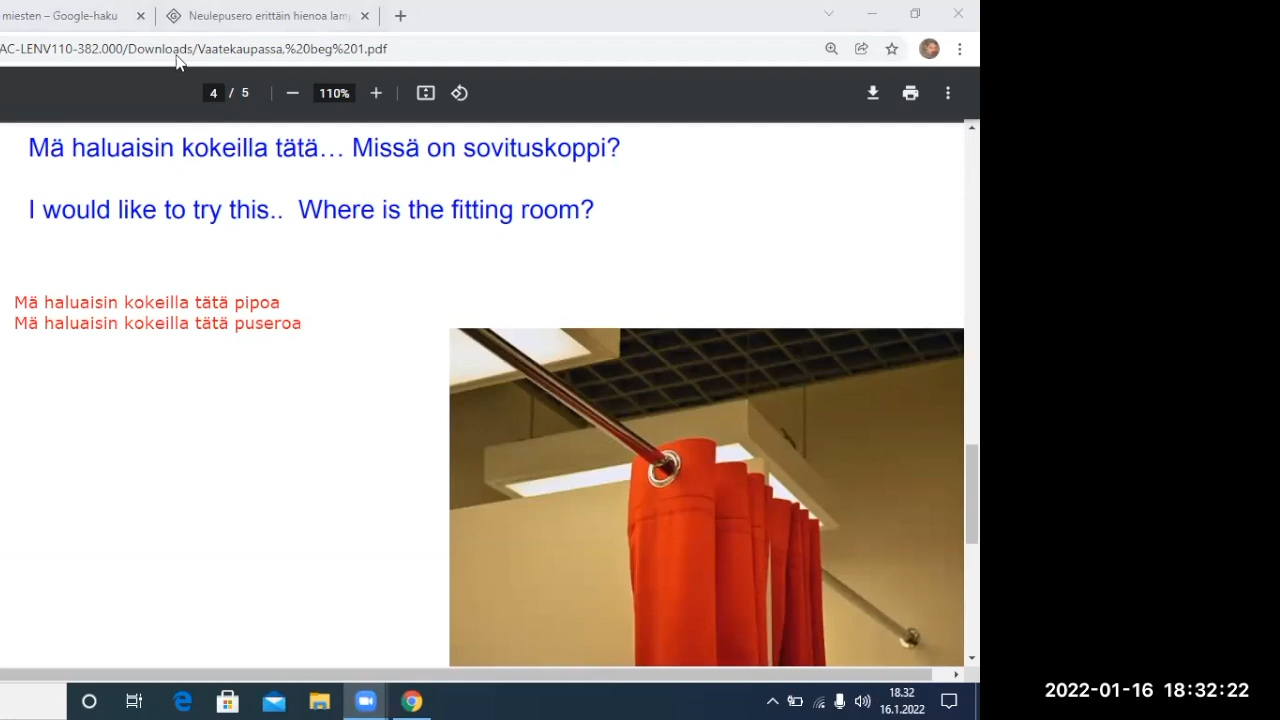 miesten – Google-haku
Neulepusero erittäin hienoa lam
AC-LENV110-382.000/Downloads/Vaatekaupassa,%20beg%201.pdf
4 / 5
110%
Mä haluaisin kokeilla tätä… Missä on sovituskoppi?
I would like to try this..  Where is the fitting room?
Mä haluaisin kokeilla tätä pipoa
Mä haluaisin kokeilla tätä puseroa
18.32
16.1.2022
2022-01-16 18:32:22